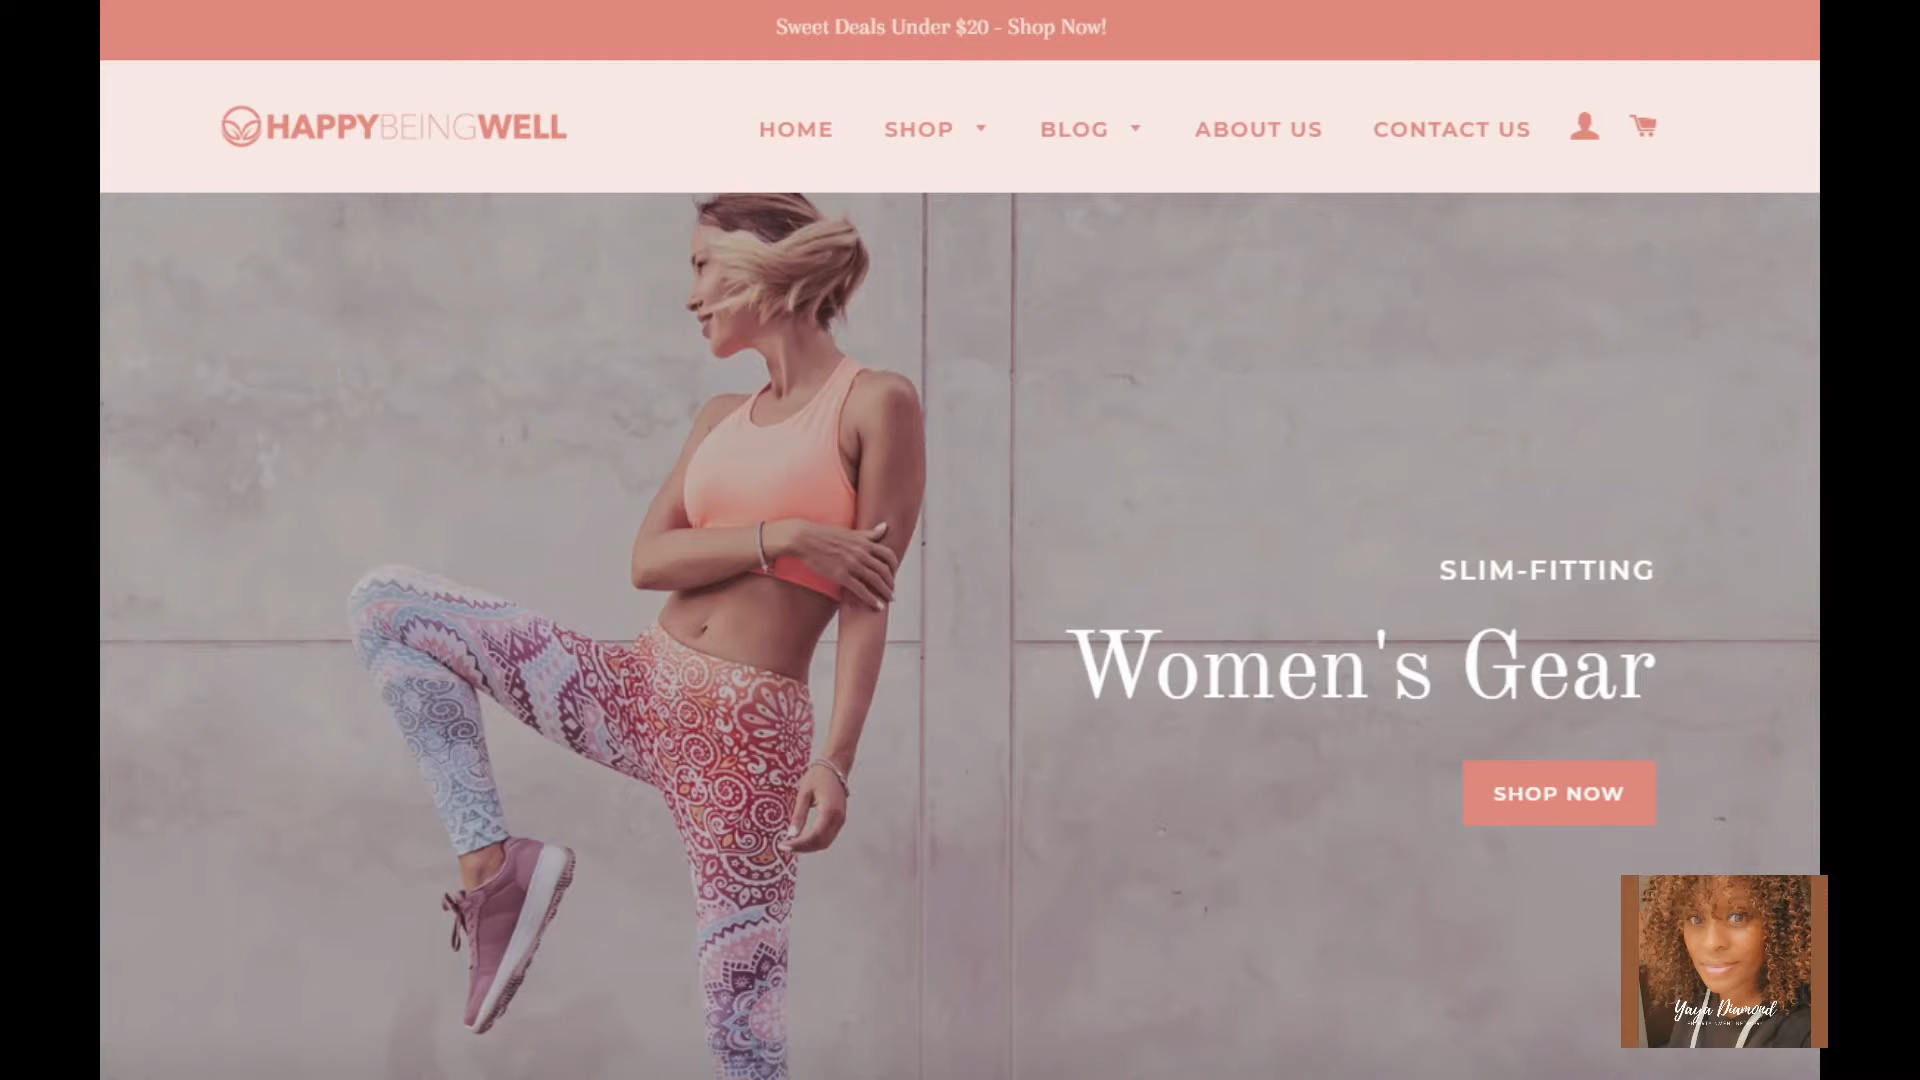 Sweet Deals Under $20 - Shop Now!
HAPPYBEINGWELL
HOME SHOP BLOG ABOUT US CONTACT US
SLIM-FITTING
Women's Gear
SHOP NOW
Yaya Diamond